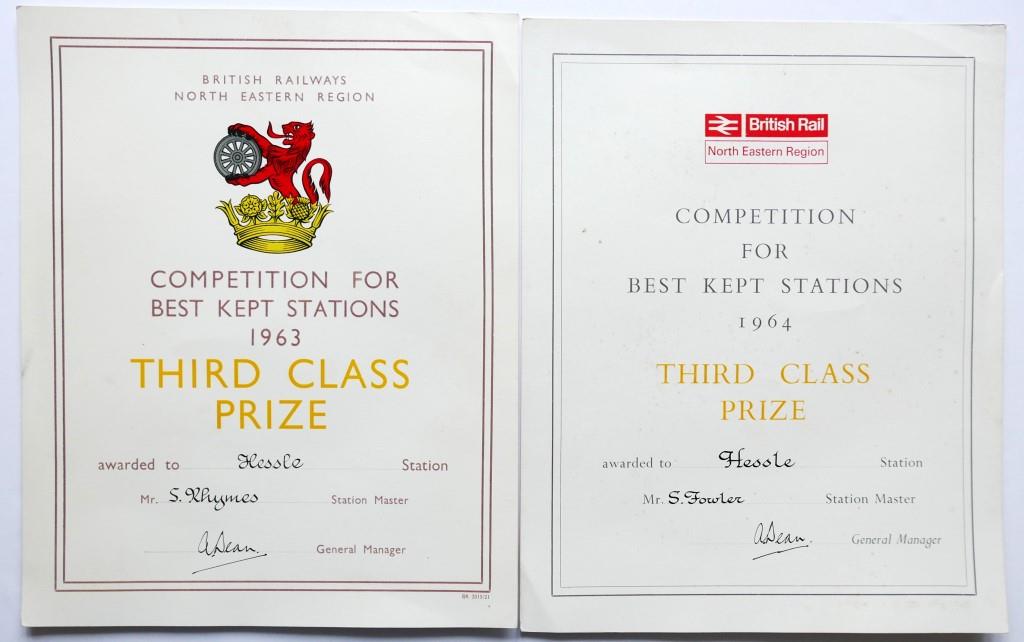 BRITISH RAILWAYS
NORTH EASTERN REGION
COMPETITION FOR
BEST KEPT STATIONS
1963
THIRD CLASS
PRIZE
awarded to Hessle Station
Mr. S. Rhymes Station Master
A Dean. General Manager
British Rail
North Eastern Region
COMPETITION
FOR
BEST KEPT STATIONS
1964
THIRD CLASS
PRIZE
awarded to Hessle Station
Mr. S. Fowler Station Master
A Dean. General Manager